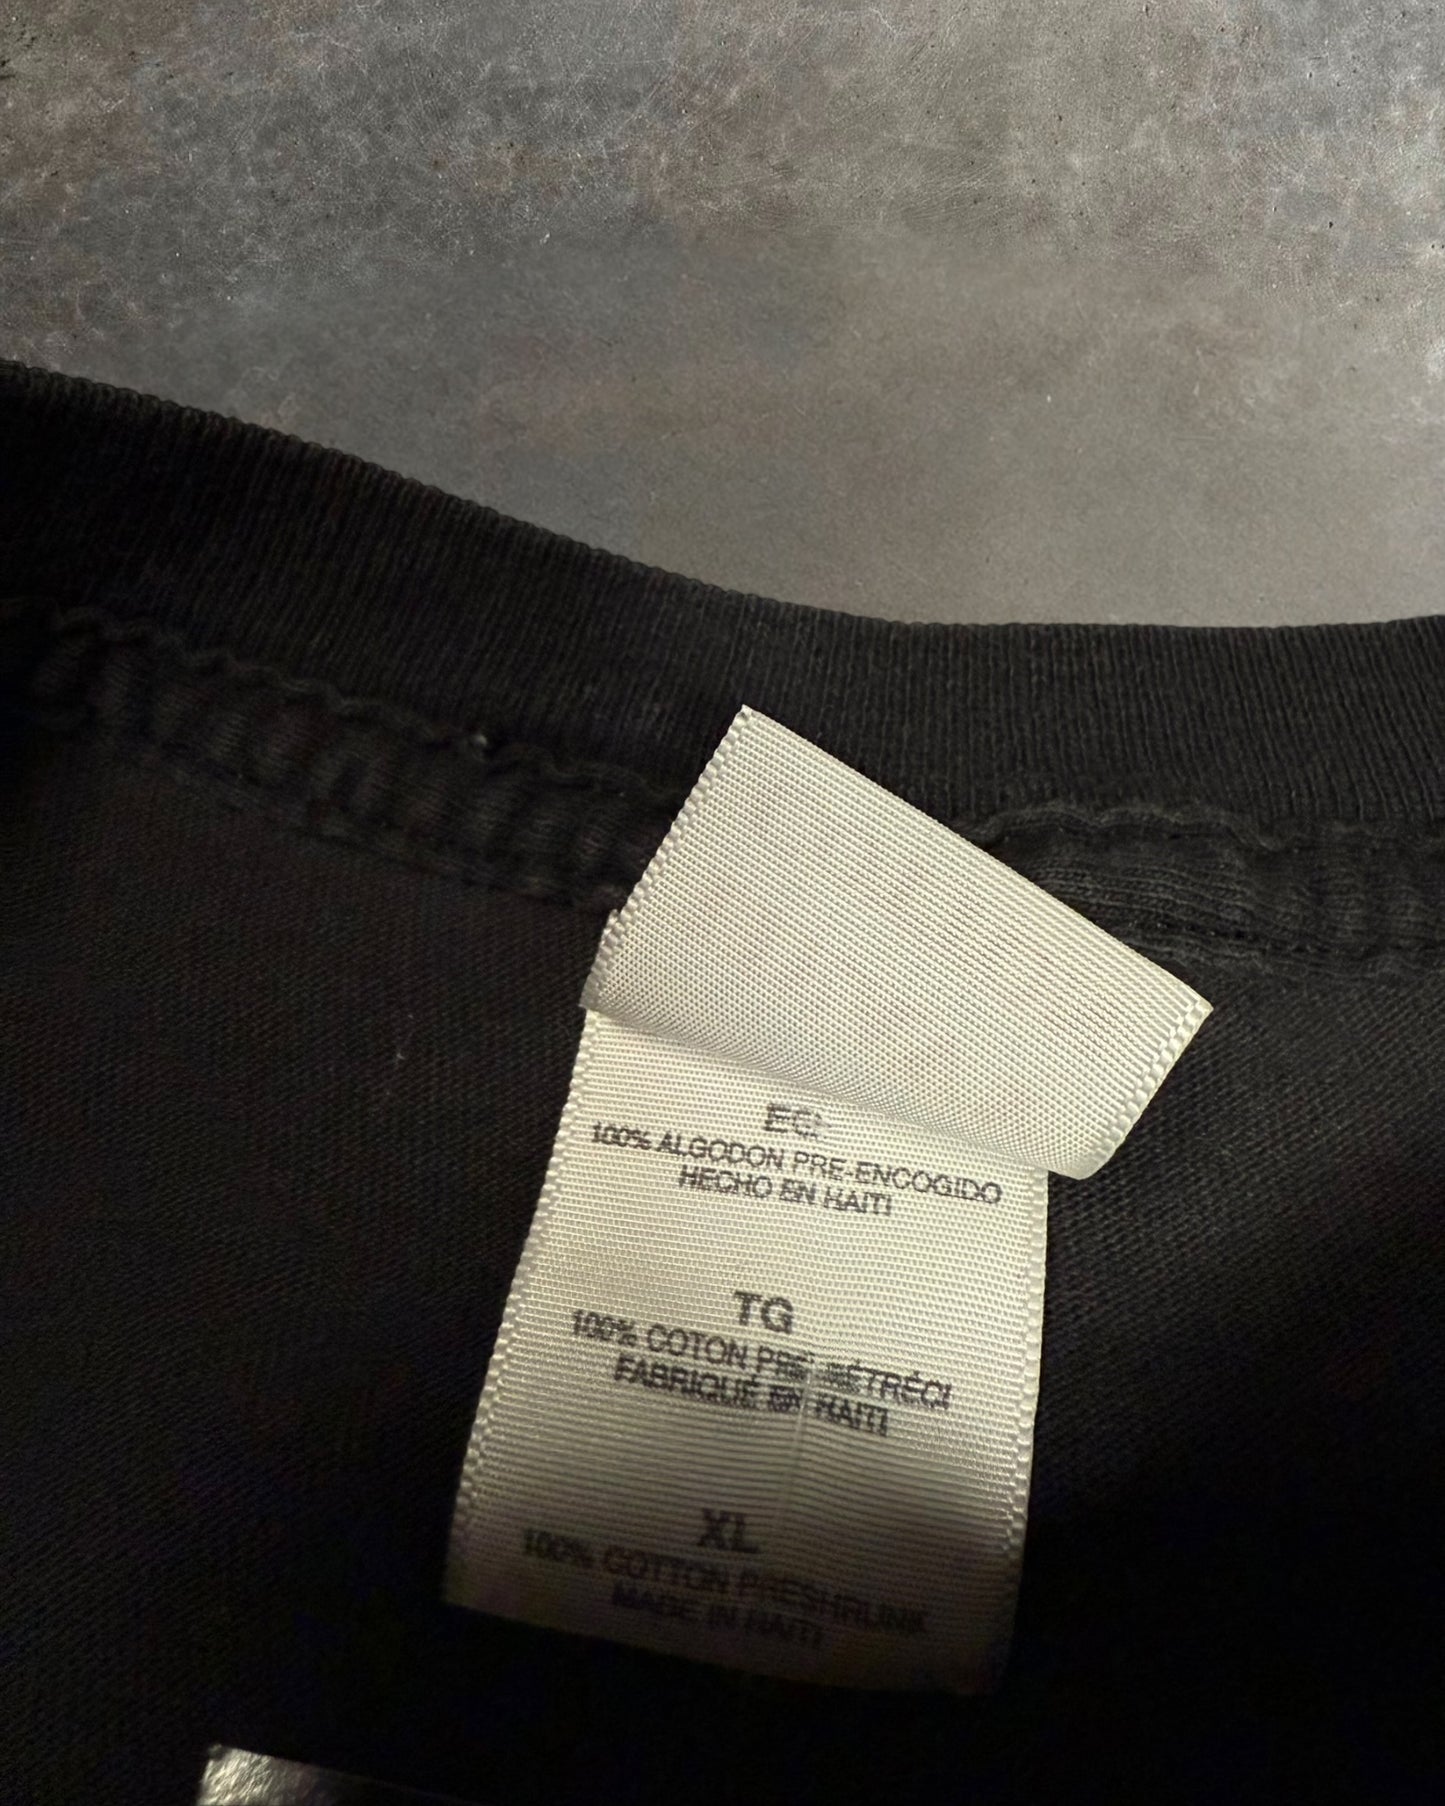 EG
100% ALGODON PRE-ENCOGIDO
HECHO EN HAITI
TG
100% COTON PRÉ-RÉTRÉCI
FABRIQUÉ EN HAITI
XL
100% COTTON PRESHRUNK
MADE IN HAITI